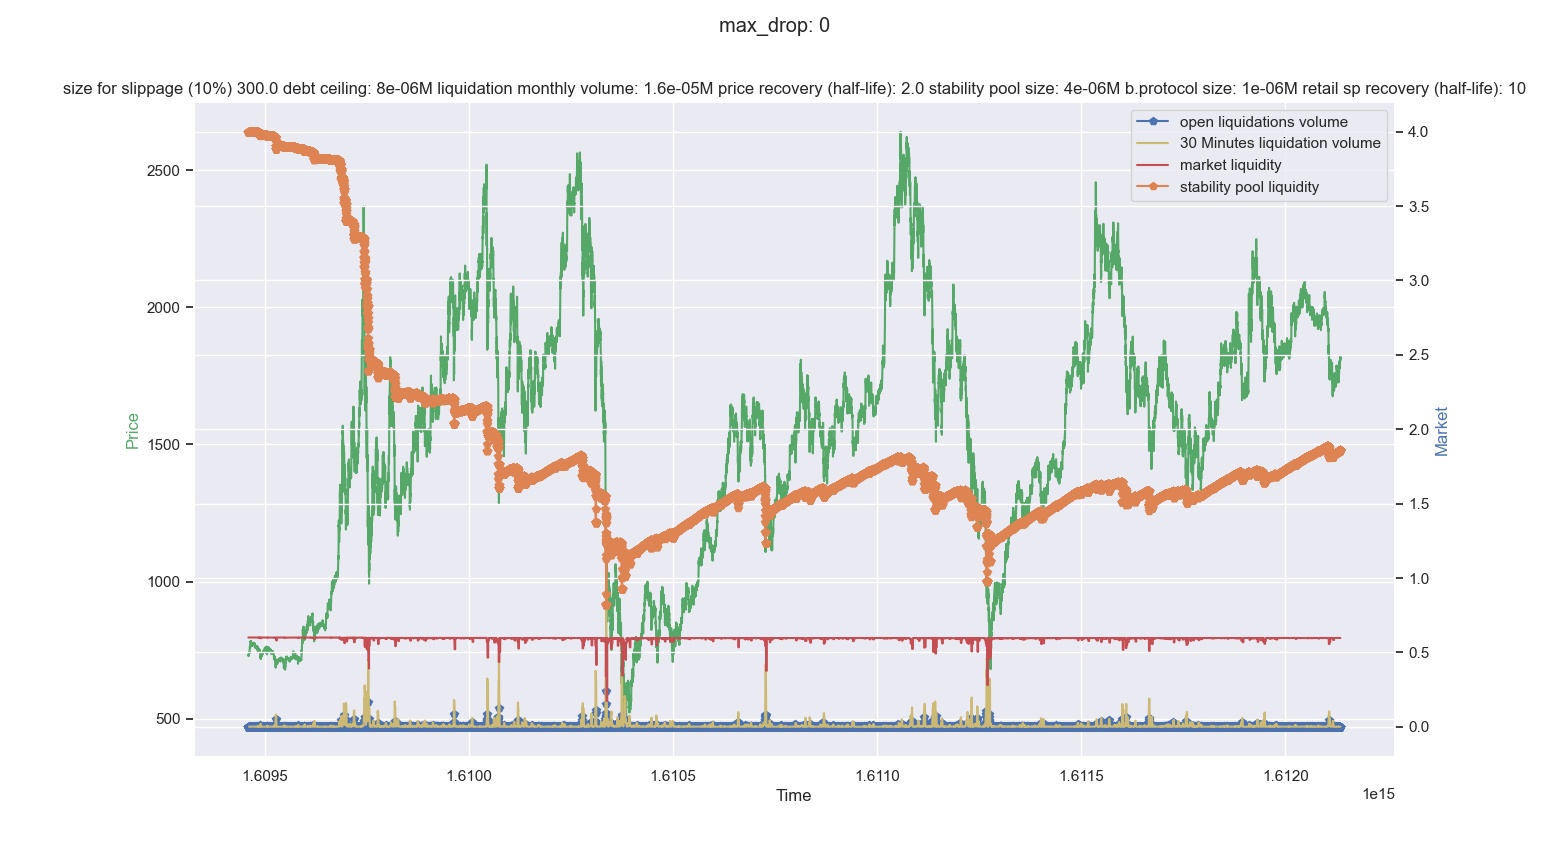 max_drop: 0
size for slippage (10%) 300.0 debt ceiling: 8e-06M liquidation monthly volume: 1.6e-05M price recovery (half-life): 2.0 stability pool size: 4e-06M b.protocol size: 1e-06M retail sp recovery (half-life): 10
open liquidations volume
30 Minutes liquidation volume
market liquidity
stability pool liquidity
2500
2000
1500
1000
500
Price
4.0
3.5
3.0
2.5
2.0
1.5
1.0
0.5
0.0
Market
1.6095
1.6100
1.6105
1.6110
1.6115
1.6120
1e15
Time